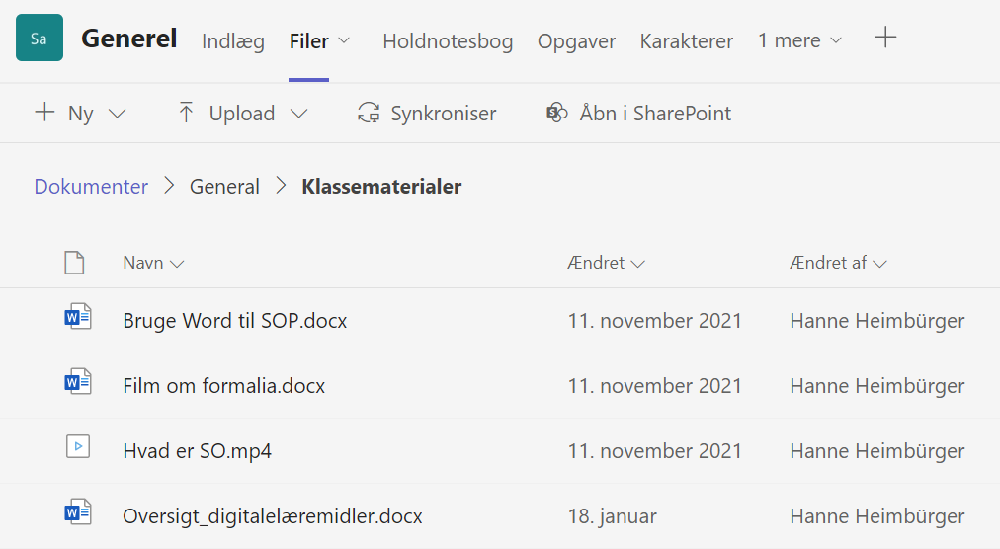 Sa Generel Indlæg Filer Holdnotesbog Opgaver Karakterer 1 mere
Ny Upload Synkroniser Åbn i SharePoint
Dokumenter General Klassematerialer
Navn Ændret Ændret af
Bruge Word til SOP.docx 11. november 2021 Hanne Heimbürger
Film om formalia.docx 11. november 2021 Hanne Heimbürger
Hvad er SO.mp4 11. november 2021 Hanne Heimbürger
Oversigt_digitalelæremidler.docx 18. januar Hanne Heimbürger